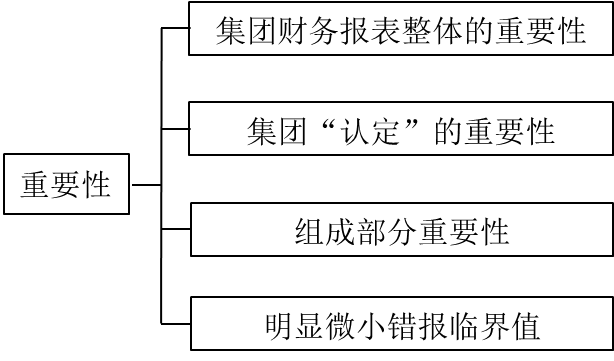 集团财务报表整体的重要性
集团“认定”的重要性
重要性
组成部分重要性
明显微小错报临界值